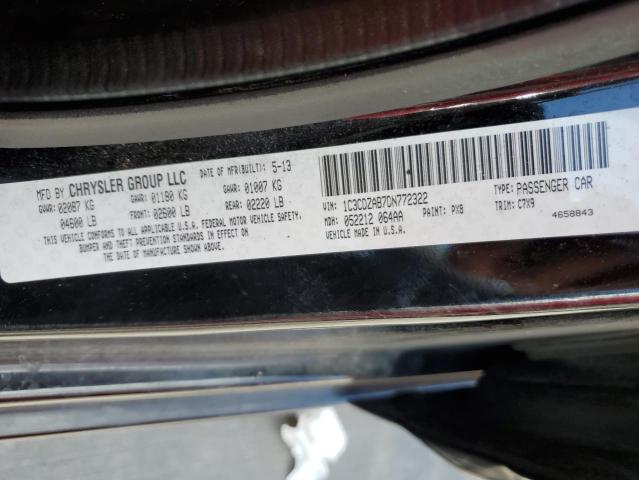 MFD BY CHRYSLER GROUP LLC DATE OF MFR(BUILT): 5-13
GVWR: 02087 KG GAWR: 01180 KG GAWR: 01007 KG
04600 LB FRONT: 02600 LB REAR: 02220 LB
THIS VEHICLE CONFORMS TO ALL APPLICABLE U.S.A. FEDERAL MOTOR VEHICLE SAFETY,
BUMPER AND THEFT PREVENTION STANDARDS IN EFFECT ON
THE DATE OF MANUFACTURE SHOWN ABOVE.
VIN: 1C3CDZAB7DN772322 TYPE: PASSENGER CAR
MDH: 052212 064AA PAINT: PX8 TRIM: C7X9
VEHICLE MADE IN U.S.A. 4658843